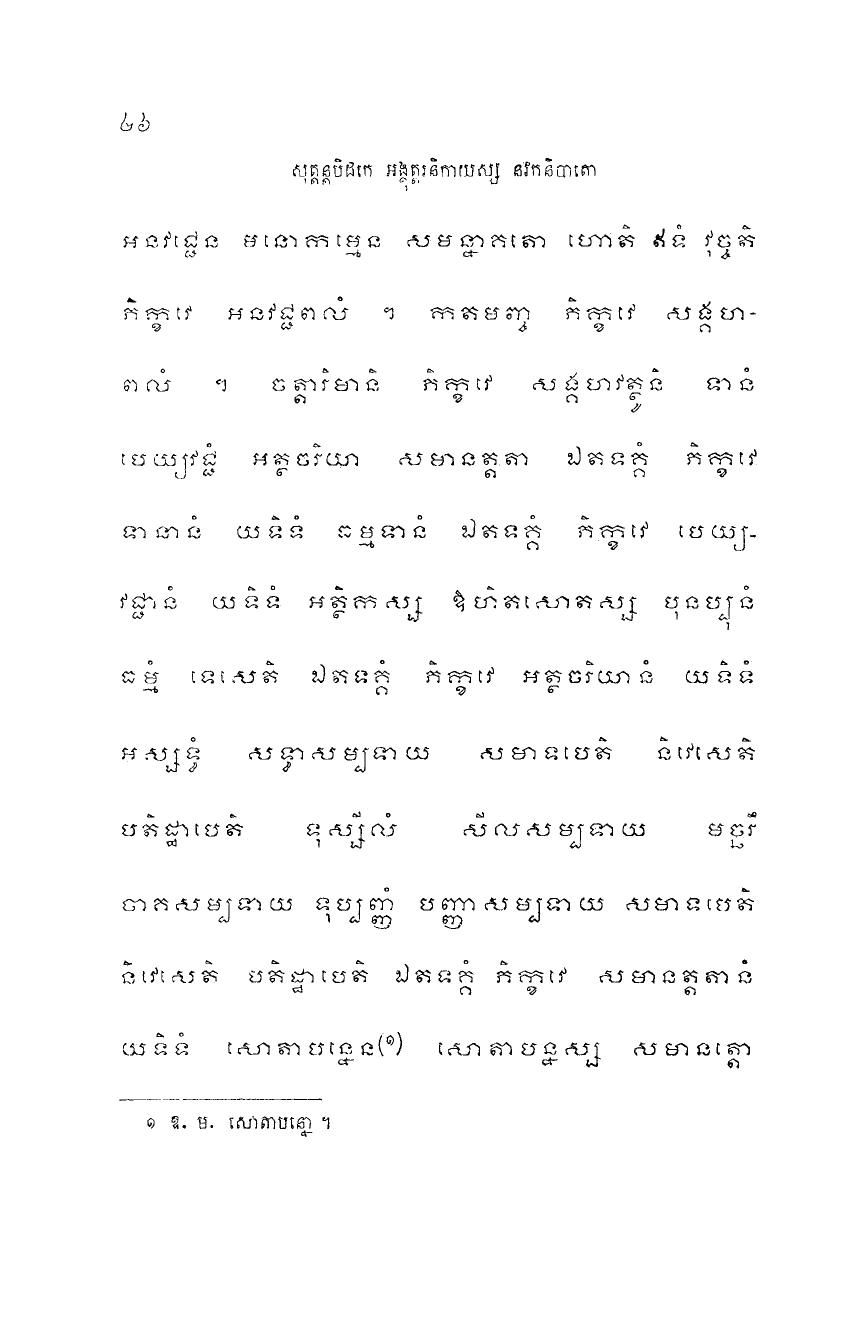 ៤៦
សុត្តន្តបិដកេ អង្គុត្តរនិកាយស្ស នវកនិបាតោ
អនវជ្ជេន មនោកម្មេន សមន្នាគតោ ហោតិ ឥទំ វុច្ចតិ
ភិក្ខវេ អនវជ្ជពលំ ។ កតមញ្ច ភិក្ខវេ សង្គហ-
ពលំ ។ ចត្តារិមានិ ភិក្ខវេ សង្គហវត្ថូនិ ទានំ
បេយ្យវជ្ជំ អត្ថចរិយា សមានត្តតា ឯតទគ្គំ ភិក្ខវេ
ទានានំ យទិទំ ធម្មទានំ ឯតទគ្គំ ភិក្ខវេ បេយ្យ-
វជ្ជានំ យទិទំ អត្ថិកស្ស ឱហិតសោតស្ស បុនប្បុនំ
ធម្មំ ទេសេតិ ឯតទគ្គំ ភិក្ខវេ អត្ថចរិយានំ យទិទំ
អស្សទ្ធំ សទ្ធាសម្បទាយ សមាទបេតិ និវេសេតិ
បតិដ្ឋាបេតិ ទុស្សីលំ សីលសម្បទាយ មច្ឆរឹ
ចាគសម្បទាយ ទុប្បញ្ញំ បញ្ញាសម្បទាយ សមាទបេតិ
និវេសេតិ បតិដ្ឋាបេតិ ឯតទគ្គំ ភិក្ខវេ សមានត្តតានំ
យទិទំ សោតាបន្នេន(១) សោតាបន្នស្ស សមានត្តោ
១ ឱ. ម. សោតាបន្នោ ។